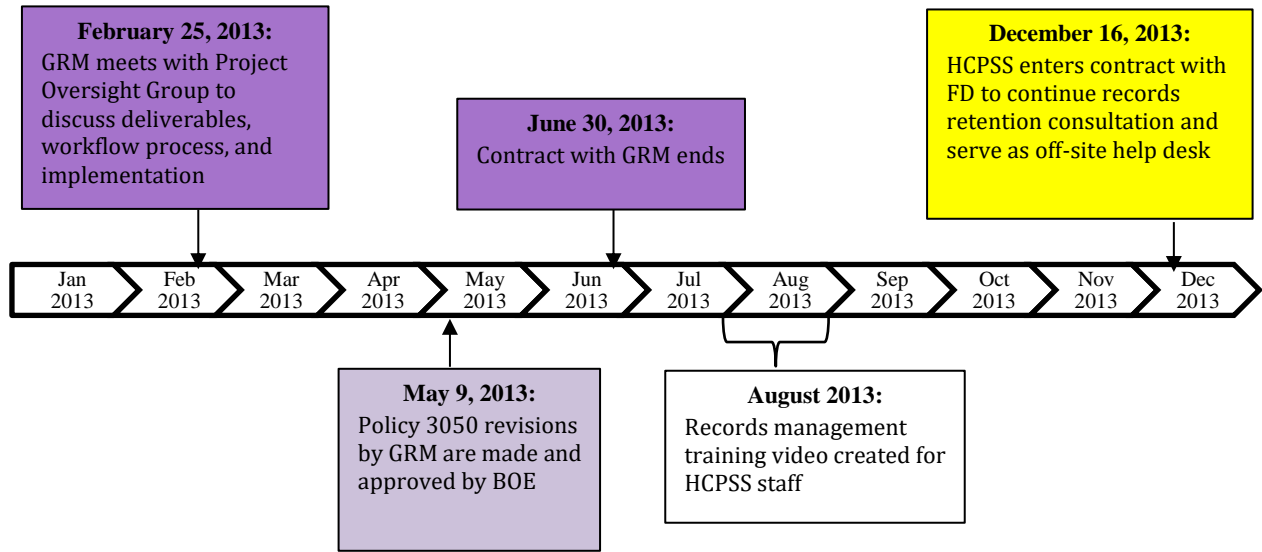 February 25, 2013:
GRM meets with Project
Oversight Group to
discuss deliverables,
workflow process, and
implementation
June 30, 2013:
Contract with GRM ends
December 16, 2013:
HCPSS enters contract with
FD to continue records
retention consultation and
serve as off-site help desk
Jan
2013
Feb
2013
Mar
2013
Apr
2013
May
2013
Jun
2013
Jul
2013
Aug
2013
Sep
2013
Oct
2013
Nov
2013
Dec
2013
May 9, 2013:
Policy 3050 revisions
by GRM are made and
approved by BOE
August 2013:
Records management
training video created for
HCPSS staff